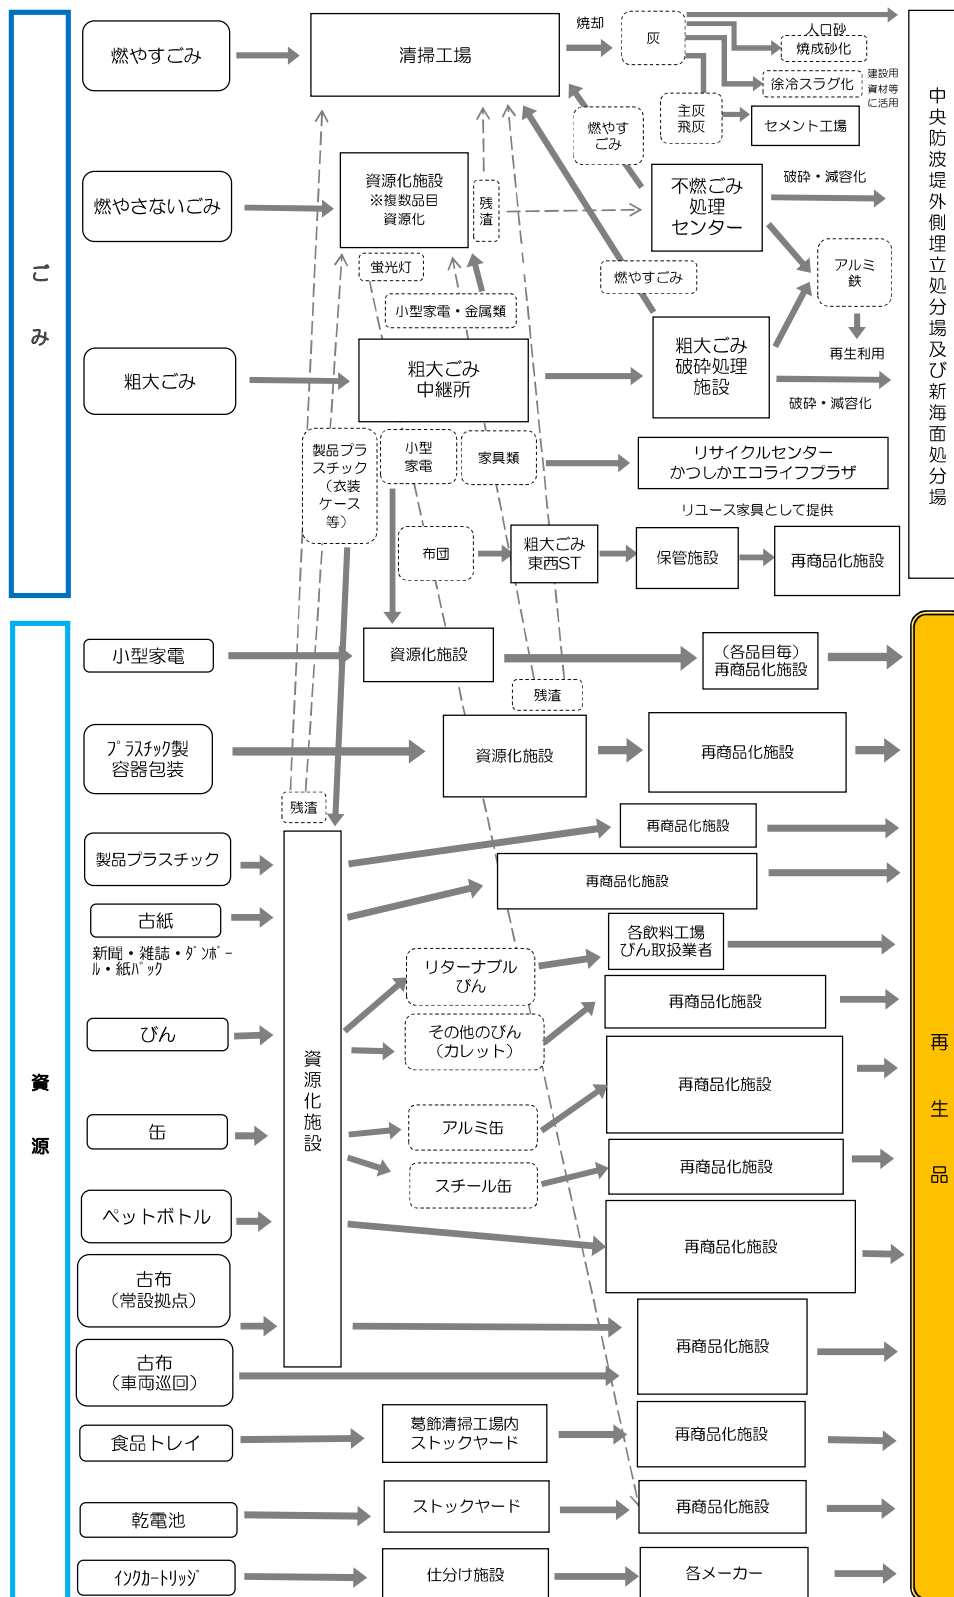 ごみ
燃やすごみ
清掃工場
焼却
灰
人口砂
焼成砂化
徐冷スラグ化
建設用
資材等
に活用
主灰
飛灰
セメント工場
中央防波堤外側埋立処分場及び新海面処分場
燃やす
ごみ
燃やさないごみ
資源化施設
※複数品目
資源化
残渣
不燃ごみ
処理
センター
破砕・減容化
蛍光灯
小型家電・金属類
燃やすごみ
アルミ
鉄
再生利用
粗大ごみ
粗大ごみ
中継所
粗大ごみ
破砕処理
施設
破砕・減容化
製品プラ
スチック
（衣装
ケース
等）
小型
家電
家具類
リサイクルセンター
かつしかエコライフプラザ
リユース家具として提供
布団
粗大ごみ
東西ST
保管施設
再商品化施設
資源
小型家電
資源化施設
（各品目毎）
再商品化施設
残渣
プラスチック製
容器包装
資源化施設
再商品化施設
残渣
製品プラスチック
再商品化施設
古紙
新聞・雑誌・ダンボー
ル・紙パック
再商品化施設
資源化施設
びん
リターナブル
びん
各飲料工場
びん取扱業者
その他のびん
（カレット）
再商品化施設
缶
アルミ缶
再商品化施設
スチール缶
再商品化施設
ペットボトル
再商品化施設
古布
（常設拠点）
再商品化施設
古布
（車両巡回）
食品トレイ
葛飾清掃工場内
ストックヤード
再商品化施設
乾電池
ストックヤード
再商品化施設
インクカートリッジ
仕分け施設
各メーカー
再生品